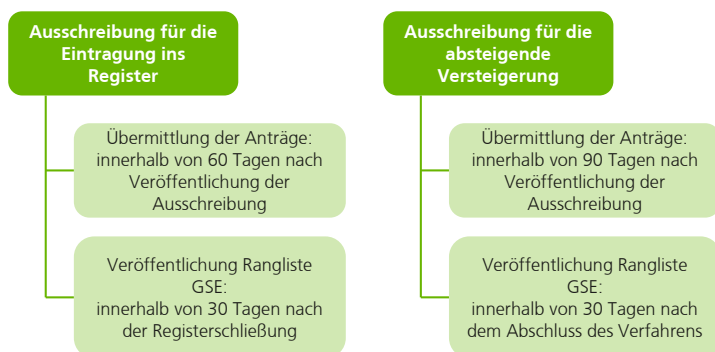 Ausschreibung für die
Eintragung ins
Register
Übermittlung der Anträge:
innerhalb von 60 Tagen nach
Veröffentlichung der
Ausschreibung
Veröffentlichung Rangliste
GSE:
innerhalb von 30 Tagen nach
der Registerschließung
Ausschreibung für die
absteigende
Versteigerung
Übermittlung der Anträge:
innerhalb von 90 Tagen nach
Veröffentlichung der
Ausschreibung
Veröffentlichung Rangliste
GSE:
innerhalb von 30 Tagen nach
dem Abschluss des Verfahrens